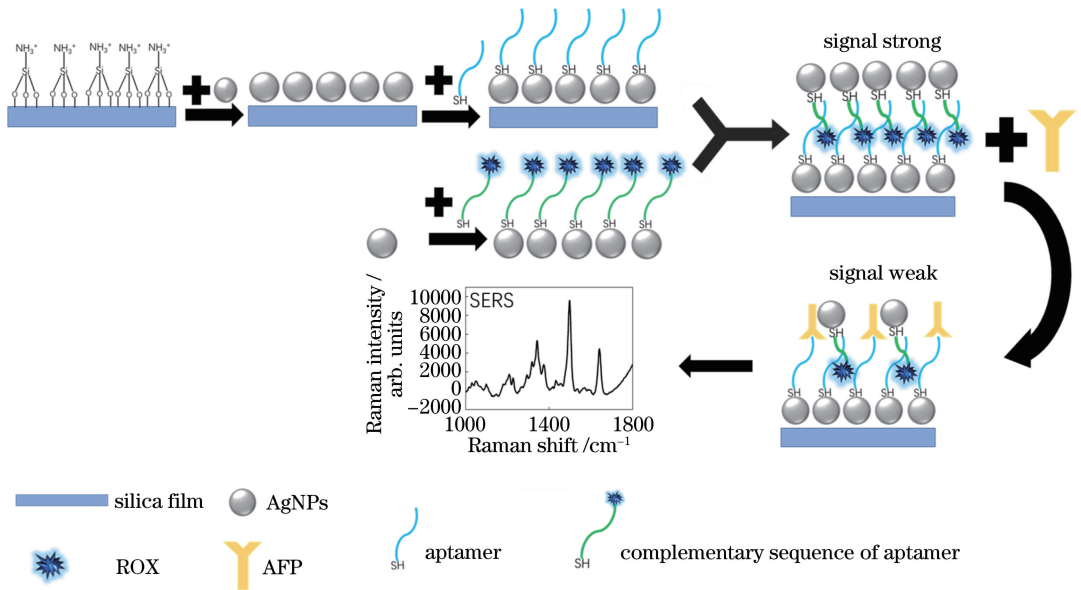 NH₃⁺ NH₃⁺ NH₃⁺ NH₃⁺ NH₃⁺
Si Si Si Si Si
O O O O O O O O O O O O O O O
SH
SH SH SH SH SH
SH
SH SH SH SH SH
signal strong
SH SH SH SH
SH SH SH SH SH
signal weak
SH SH
SH SH SH SH SH
SERS
Raman intensity /
arb. units
10000
8000
6000
4000
2000
0
−2000
1000 1400 1800
Raman shift /cm⁻¹
silica film
AgNPs
SH
aptamer
SH
complementary sequence of aptamer
ROX
AFP